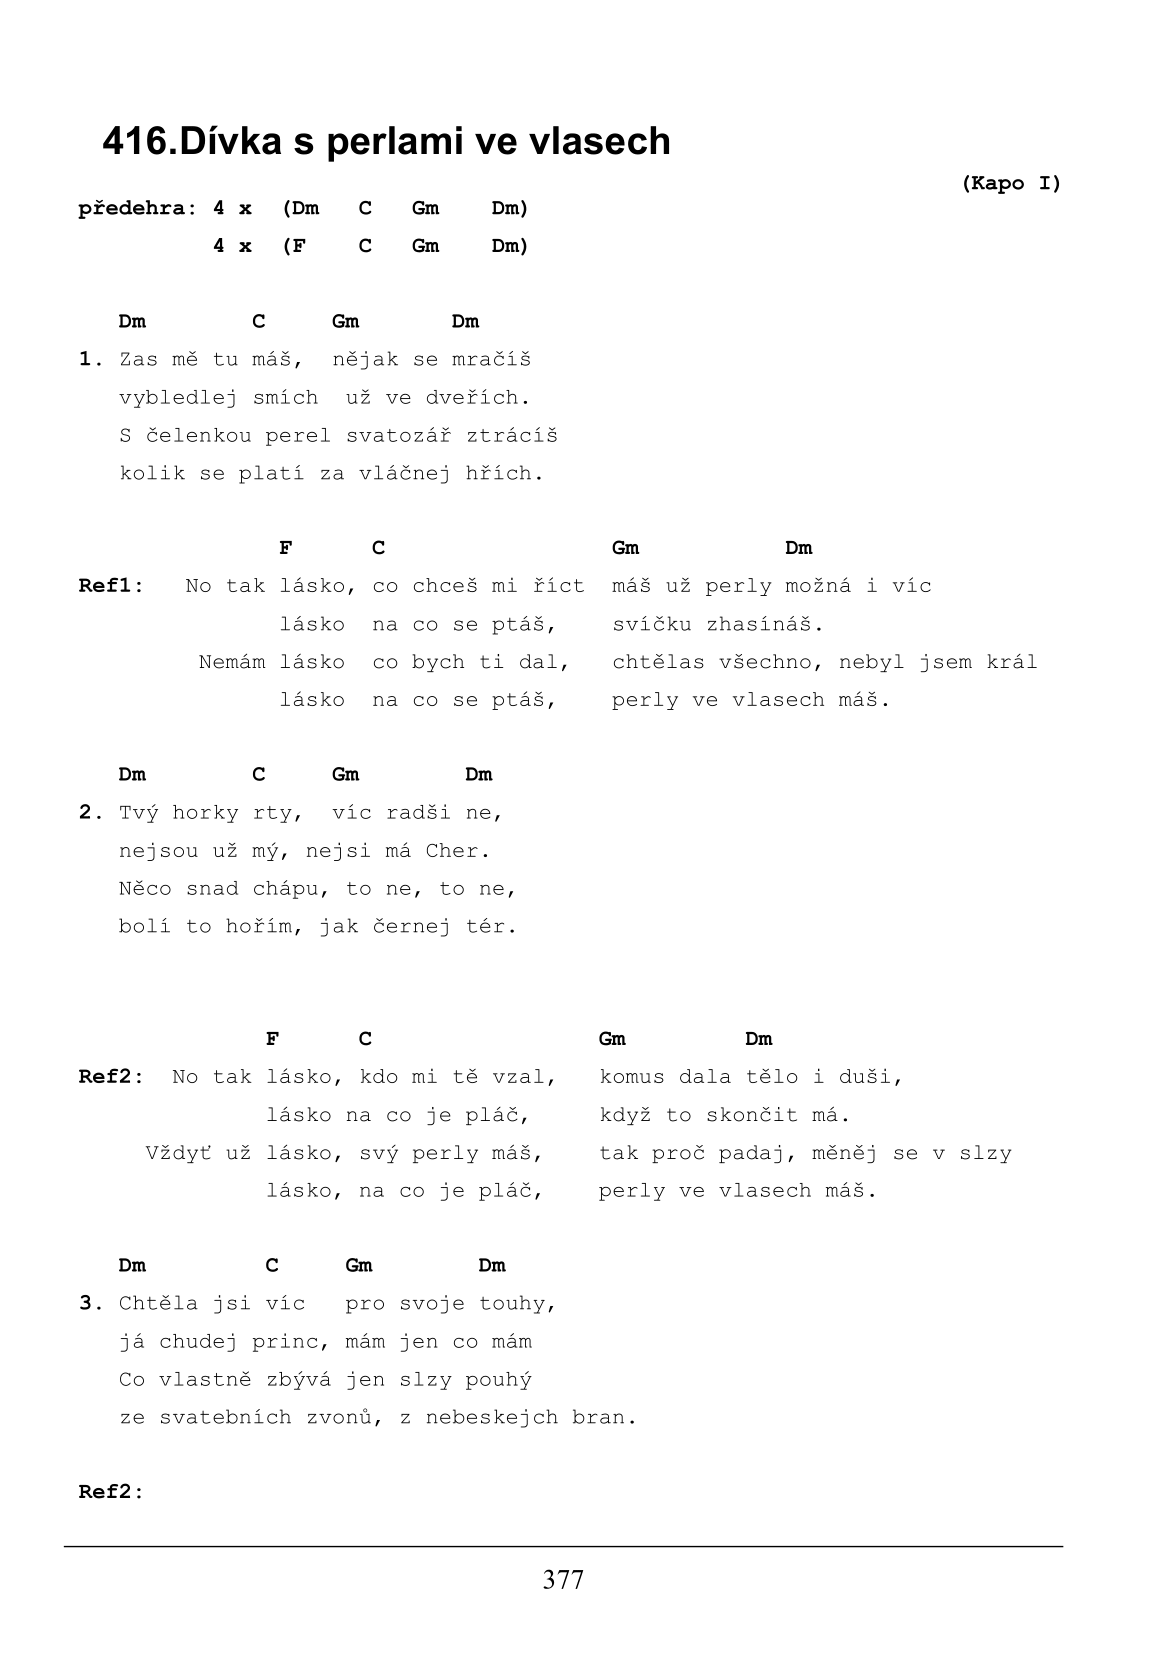 416.Dívka s perlami ve vlasech
(Kapo I)
předehra: 4 x  (Dm   C   Gm    Dm)
          4 x  (F    C   Gm    Dm)
   Dm        C     Gm       Dm
1. Zas mě tu máš,  nějak se mračíš
   vybledlej smích  už ve dveřích.
   S čelenkou perel svatozář ztrácíš
   kolik se platí za vláčnej hřích.
               F      C                 Gm           Dm
Ref1:   No tak lásko, co chceš mi říct  máš už perly možná i víc
               lásko  na co se ptáš,    svíčku zhasínáš.
         Nemám lásko  co bych ti dal,   chtělas všechno, nebyl jsem král
               lásko  na co se ptáš,    perly ve vlasech máš.
   Dm        C     Gm        Dm
2. Tvý horky rty,  víc radši ne,
   nejsou už mý, nejsi má Cher.
   Něco snad chápu, to ne, to ne,
   bolí to hořím, jak černej tér.
              F      C                 Gm         Dm
Ref2:  No tak lásko, kdo mi tě vzal,   komus dala tělo i duši,
              lásko na co je pláč,     když to skončit má.
     Vždyť už lásko, svý perly máš,    tak proč padaj, měněj se v slzy
              lásko, na co je pláč,    perly ve vlasech máš.
   Dm         C     Gm        Dm
3. Chtěla jsi víc   pro svoje touhy,
   já chudej princ, mám jen co mám
   Co vlastně zbývá jen slzy pouhý
   ze svatebních zvonů, z nebeskejch bran.
Ref2:
377